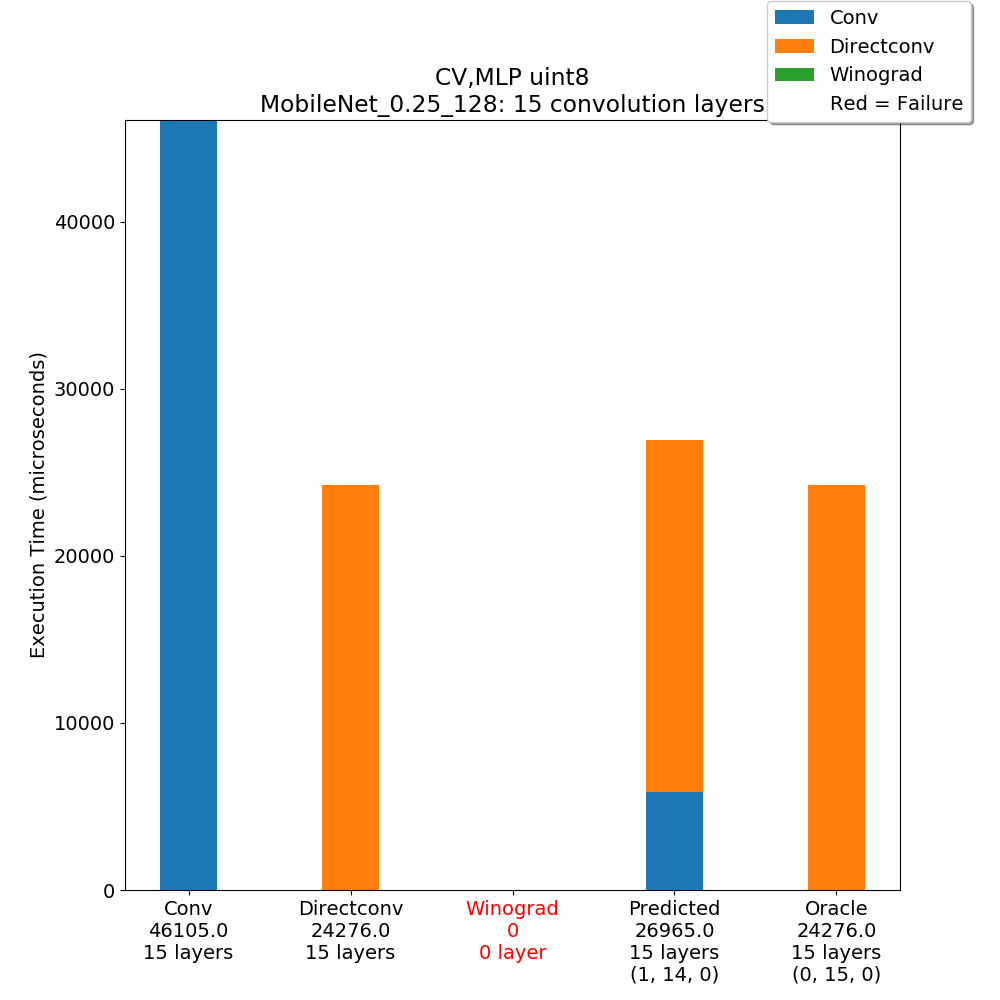 Conv
Directconv
Winograd
Red = Failure
CV,MLP uint8
MobileNet_0.25_128: 15 convolution layers
Execution Time (microseconds)
40000
30000
20000
10000
0
Conv
46105.0
15 layers
Directconv
24276.0
15 layers
Winograd
0
0 layer
Predicted
26965.0
15 layers
(1, 14, 0)
Oracle
24276.0
15 layers
(0, 15, 0)